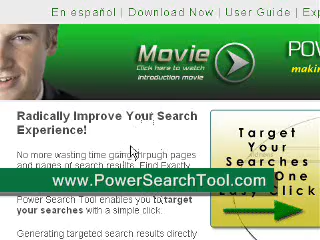 En español | Download Now | User Guide |
Movie
Click here to watch
introduction movie
making
Radically Improve Your Search
Experience!
Target
Your
Searches
No more wasting time going through pages
and pages of search results. Find Exactly
www.PowerSearchTool.com
One
Easy Click
Power Search Tool enables you to target
your searches with a simple click.
Generating targeted search results directly